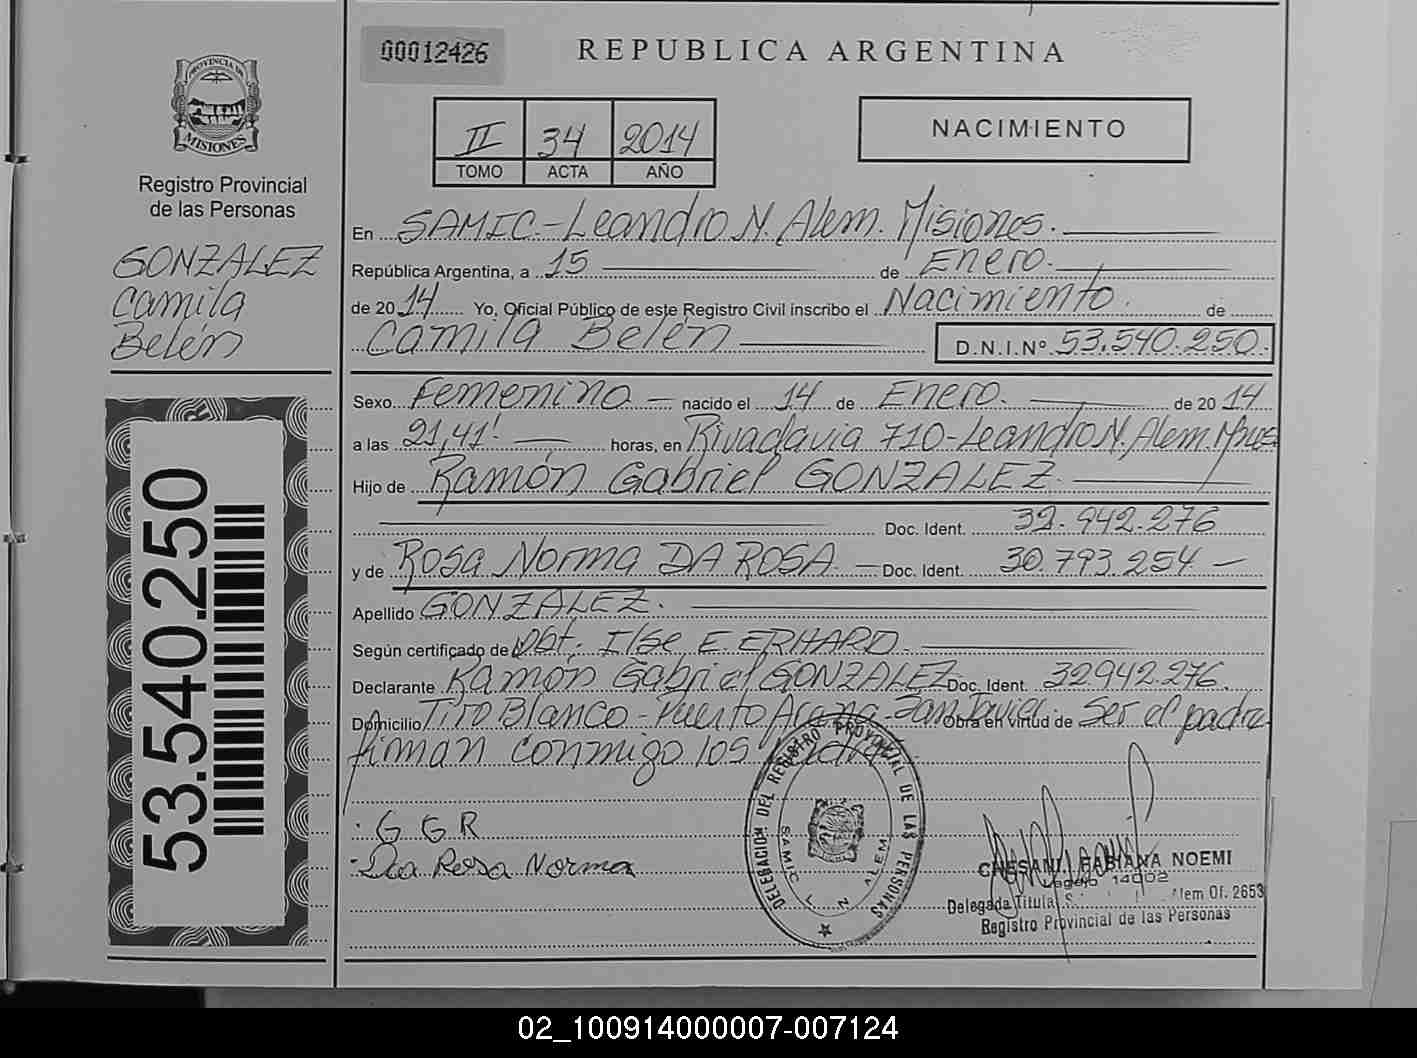 00012426
REPUBLICA ARGENTINA
PROVINCIA DE
MISIONES
Registro Provincial
de las Personas
GONZALEZ
Camila
Belén
53.540.250
II 34 2014
TOMO ACTA AÑO
NACIMIENTO
En SAMIC.-Leandro N. Alem. Misiones.
República Argentina, a 15 de Enero.
de 2014 Yo, Oficial Público de este Registro Civil inscribo el Nacimiento. de
Camila Belén D.N.I.Nº 53.540.250.
Sexo Femenino nacido el 14 de Enero. de 2014
a las 21,41' horas, en Rivadavia 710-Leandro N. Alem.
Hijo de Ramón Gabriel GONZALEZ.
Doc. Ident. 32.942.276
y de Rosa Norma DA ROSA Doc. Ident. 30.793.254
Apellido GONZALEZ.
Según certificado de Obt. Ilse E. ERHARD
Declarante Ramón Gabriel GONZALEZ Doc. Ident. 32942.276.
Domicilio Tiro Blanco-Puerto Arana-San Javier. Obra en virtud de Ser el padre
firman conmigo los
G G R
Da Rosa Norma
DELEGACION DEL REGISTRO PROVINCIAL DE LAS PERSONAS
SAMIC L N ALEM
CHESANI, FABIANA NOEMI
Legajo 14002
Delegada Titular Alem Of. 2653
Registro Provincial de las Personas
02_100914000007-007124